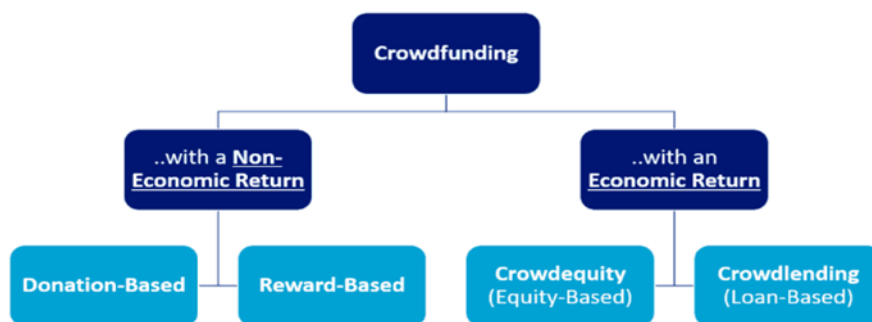 Crowdfunding
..with a Non-
Economic Return
..with an
Economic Return
Donation-Based
Reward-Based
Crowdequity
(Equity-Based)
Crowdlending
(Loan-Based)